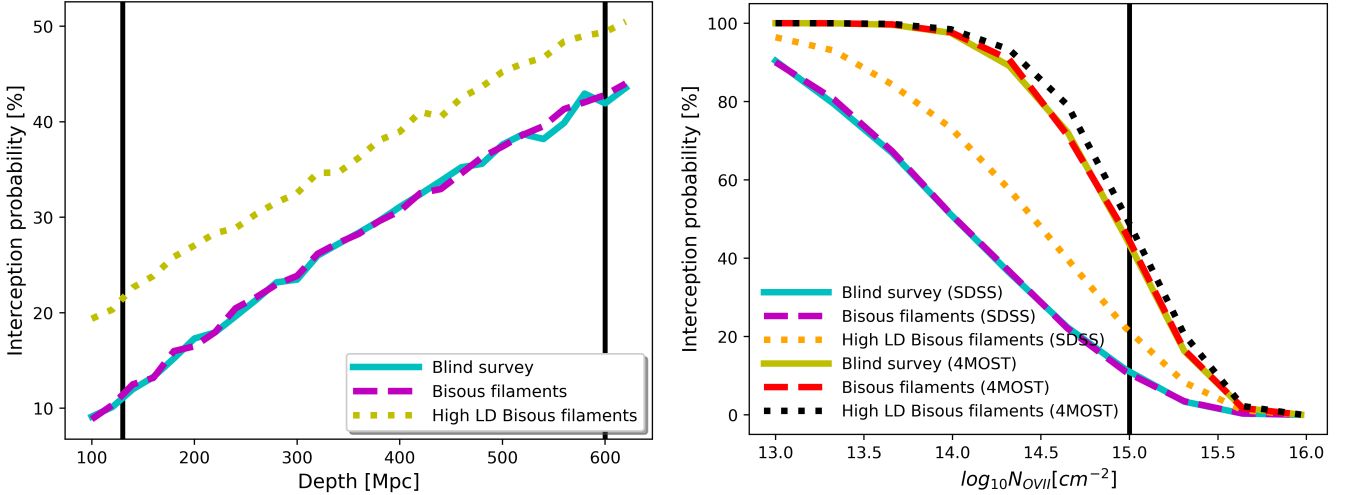 50
40
30
20
10
Interception probability [%]
100 200 300 400 500 600
Depth [Mpc]
Blind survey
Bisous filaments
High LD Bisous filaments
100
80
60
40
20
0
Interception probability [%]
13.0 13.5 14.0 14.5 15.0 15.5 16.0
log₁₀N_OVII[cm⁻²]
Blind survey (SDSS)
Bisous filaments (SDSS)
High LD Bisous filaments (SDSS)
Blind survey (4MOST)
Bisous filaments (4MOST)
High LD Bisous filaments (4MOST)